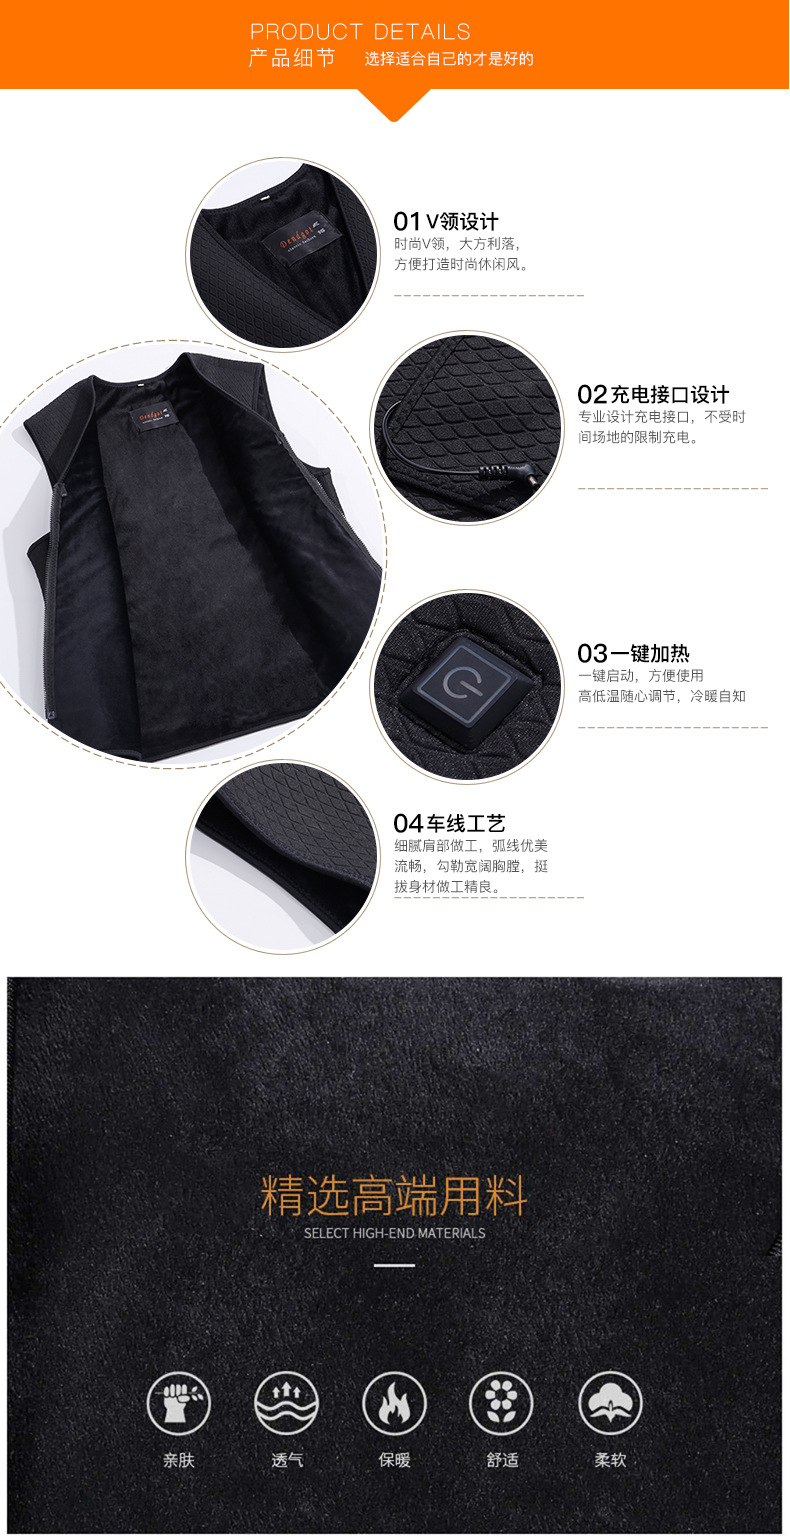 PRODUCT DETAILS
产品细节 选择适合自己的才是好的
01 V领设计
时尚V领，大方利落，
方便打造时尚休闲风。
02 充电接口设计
专业设计充电接口，不受时
间场地的限制充电。
03 一键加热
一键启动，方便使用
高低温随心调节，冷暖自知
04 车线工艺
细腻肩部做工，弧线优美
流畅，勾勒宽阔胸膛，挺
拔身材做工精良。
精选高端用料
SELECT HIGH-END MATERIALS
亲肤 透气 保暖 舒适 柔软